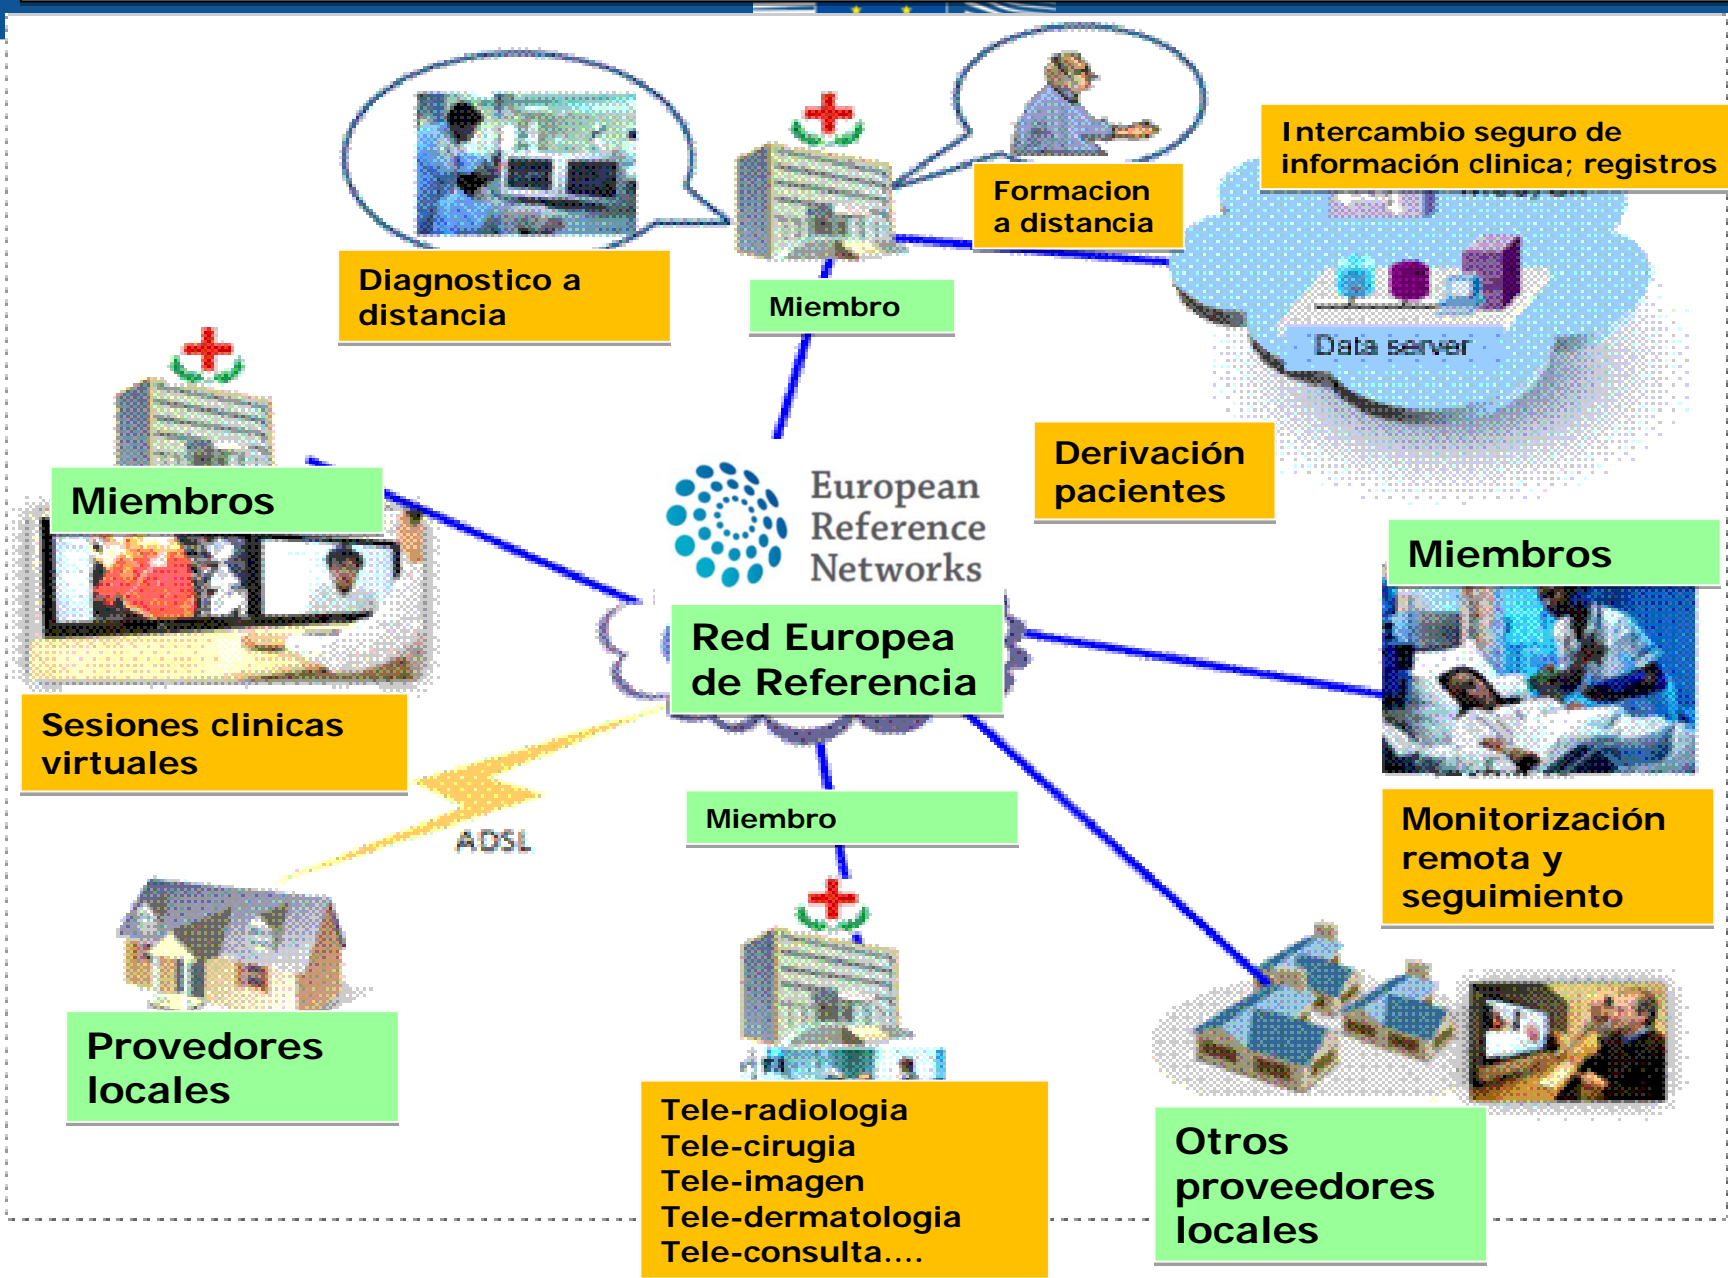 Intercambio seguro de
información clinica; registros
Formacion
a distancia
Diagnostico a
distancia
Miembro
Data server
Derivación
pacientes
European
Reference
Networks
Miembros
Miembros
Red Europea
de Referencia
Sesiones clinicas
virtuales
ADSL
Miembro
Monitorización
remota y
seguimiento
Provedores
locales
Tele-radiologia
Tele-cirugia
Tele-imagen
Tele-dermatologia
Tele-consulta....
Otros
proveedores
locales